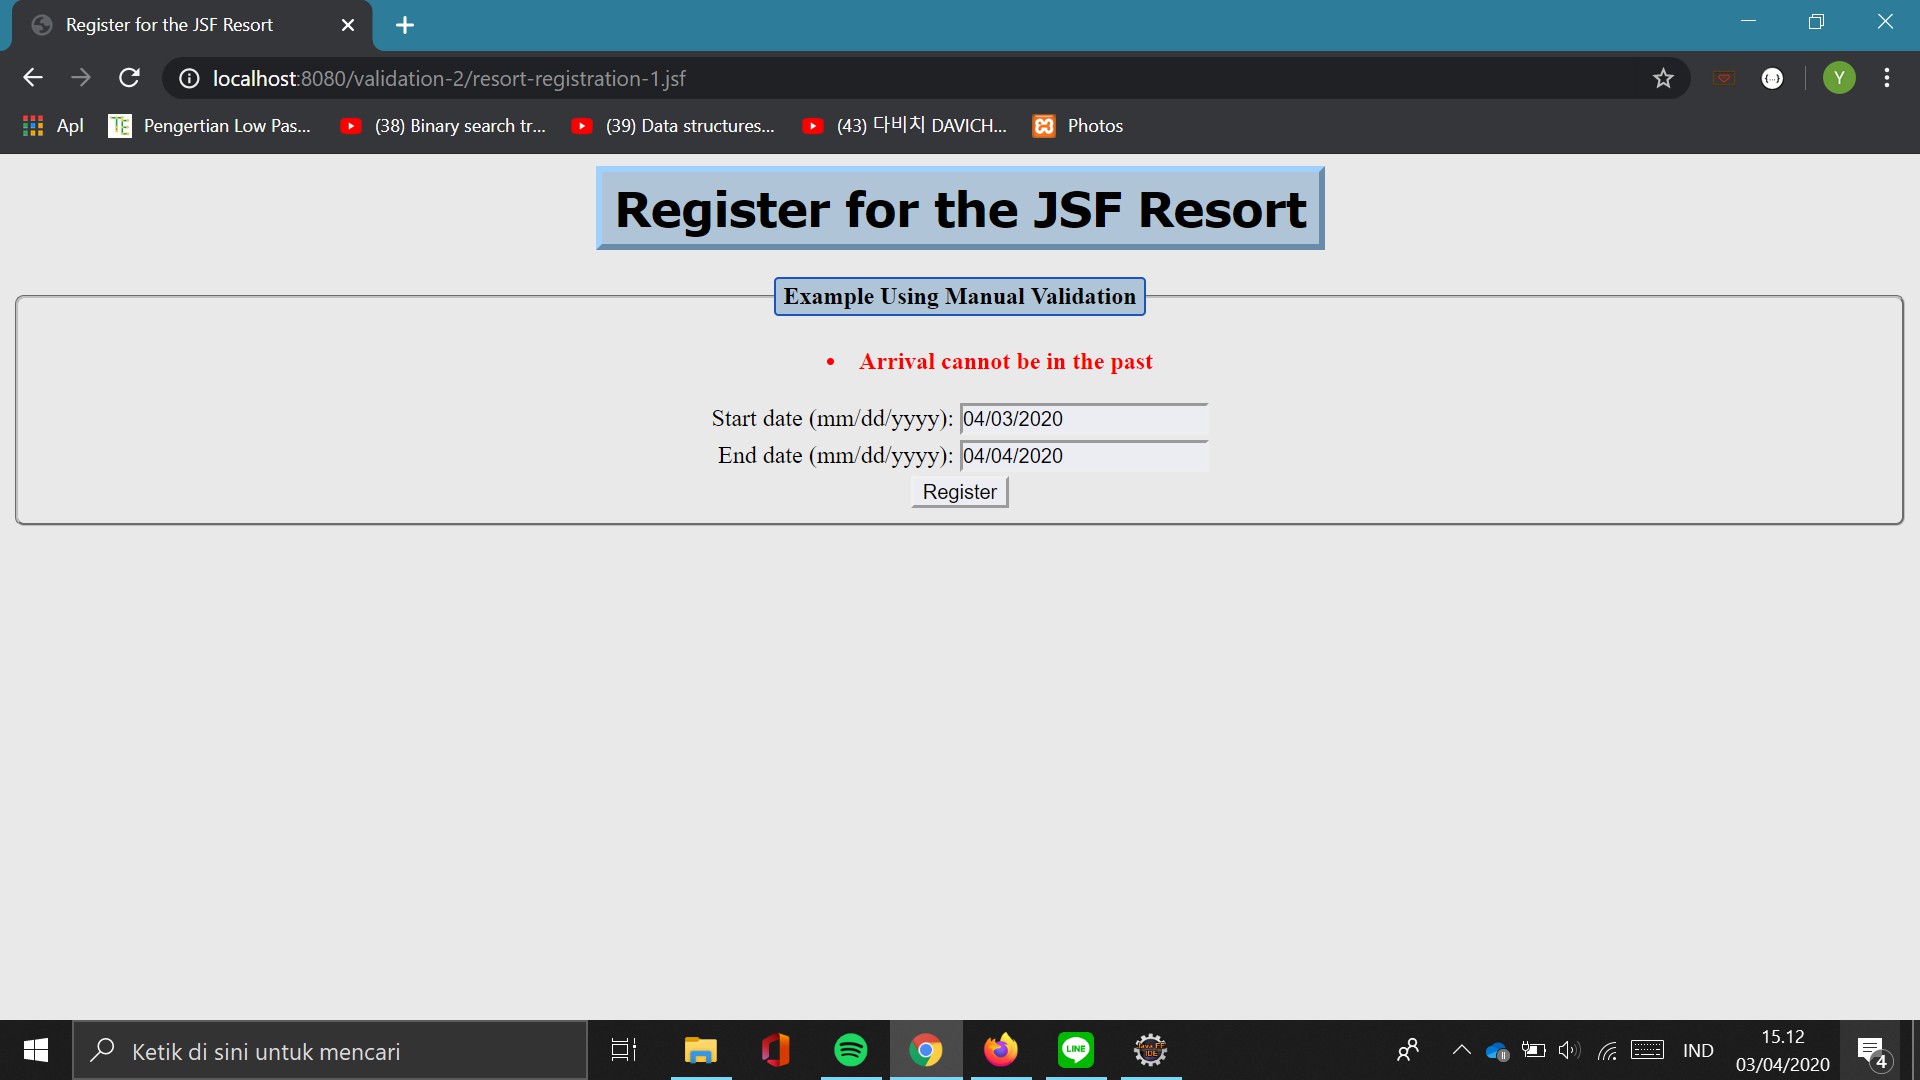 Register for the JSF Resort
localhost:8080/validation-2/resort-registration-1.jsf
Y
Apl
TE
Pengertian Low Pas...
(38) Binary search tr...
(39) Data structures...
(43) 다비치 DAVICH...
Photos
Register for the JSF Resort
Example Using Manual Validation
Arrival cannot be in the past
Start date (mm/dd/yyyy): 04/03/2020
End date (mm/dd/yyyy): 04/04/2020
Register
Ketik di sini untuk mencari
LINE
IND
15.12
03/04/2020
4